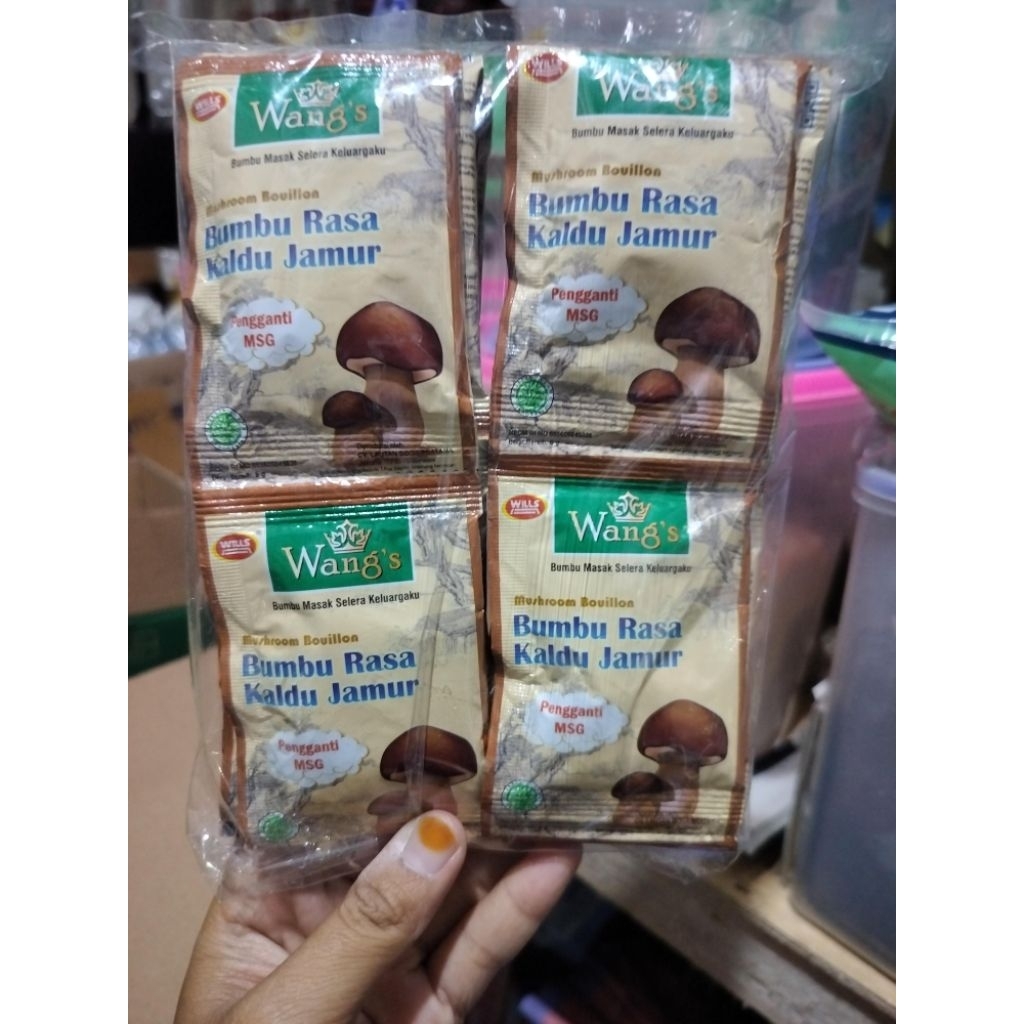 WILLS
Wang's
Bumbu Masak Selera Keluargaku
Mushroom Bouillon
Bumbu Rasa
Kaldu Jamur
Pengganti
MSG
WILLS
Wang's
Bumbu Masak Selera Keluargaku
Mushroom Bouillon
Bumbu Rasa
Kaldu Jamur
Pengganti
MSG
WILLS
Wang's
Bumbu Masak Selera Keluargaku
Mushroom Bouillon
Bumbu Rasa
Kaldu Jamur
Pengganti
MSG
WILLS
Wang's
Bumbu Masak Selera Keluargaku
Mushroom Bouillon
Bumbu Rasa
Kaldu Jamur
Pengganti
MSG